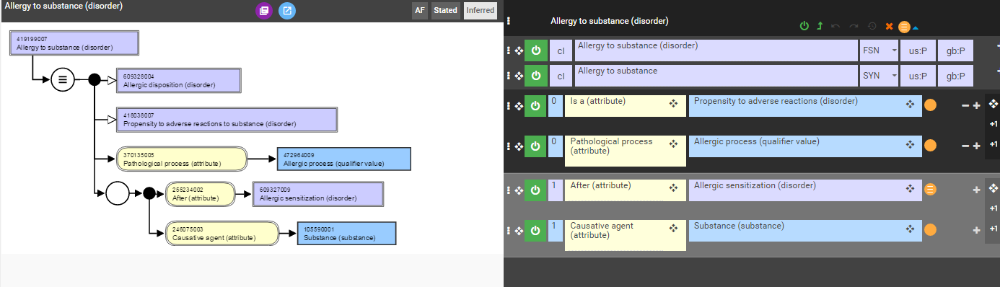 Allergy to substance (disorder)
AF
Stated
Inferred
419199007
Allergy to substance (disorder)
609328004
Allergic disposition (disorder)
418038007
Propensity to adverse reactions to substance (disorder)
370135005
Pathological process (attribute)
472964009
Allergic process (qualifier value)
255234002
After (attribute)
609327009
Allergic sensitization (disorder)
246075003
Causative agent (attribute)
105590001
Substance (substance)
Allergy to substance (disorder)
cI
Allergy to substance (disorder)
FSN
us:P
gb:P
cI
Allergy to substance
SYN
us:P
gb:P
0
Is a (attribute)
Propensity to adverse reactions (disorder)
+1
0
Pathological process
(attribute)
Allergic process (qualifier value)
+1
1
After (attribute)
Allergic sensitization (disorder)
+1
1
Causative agent
(attribute)
Substance (substance)
+1